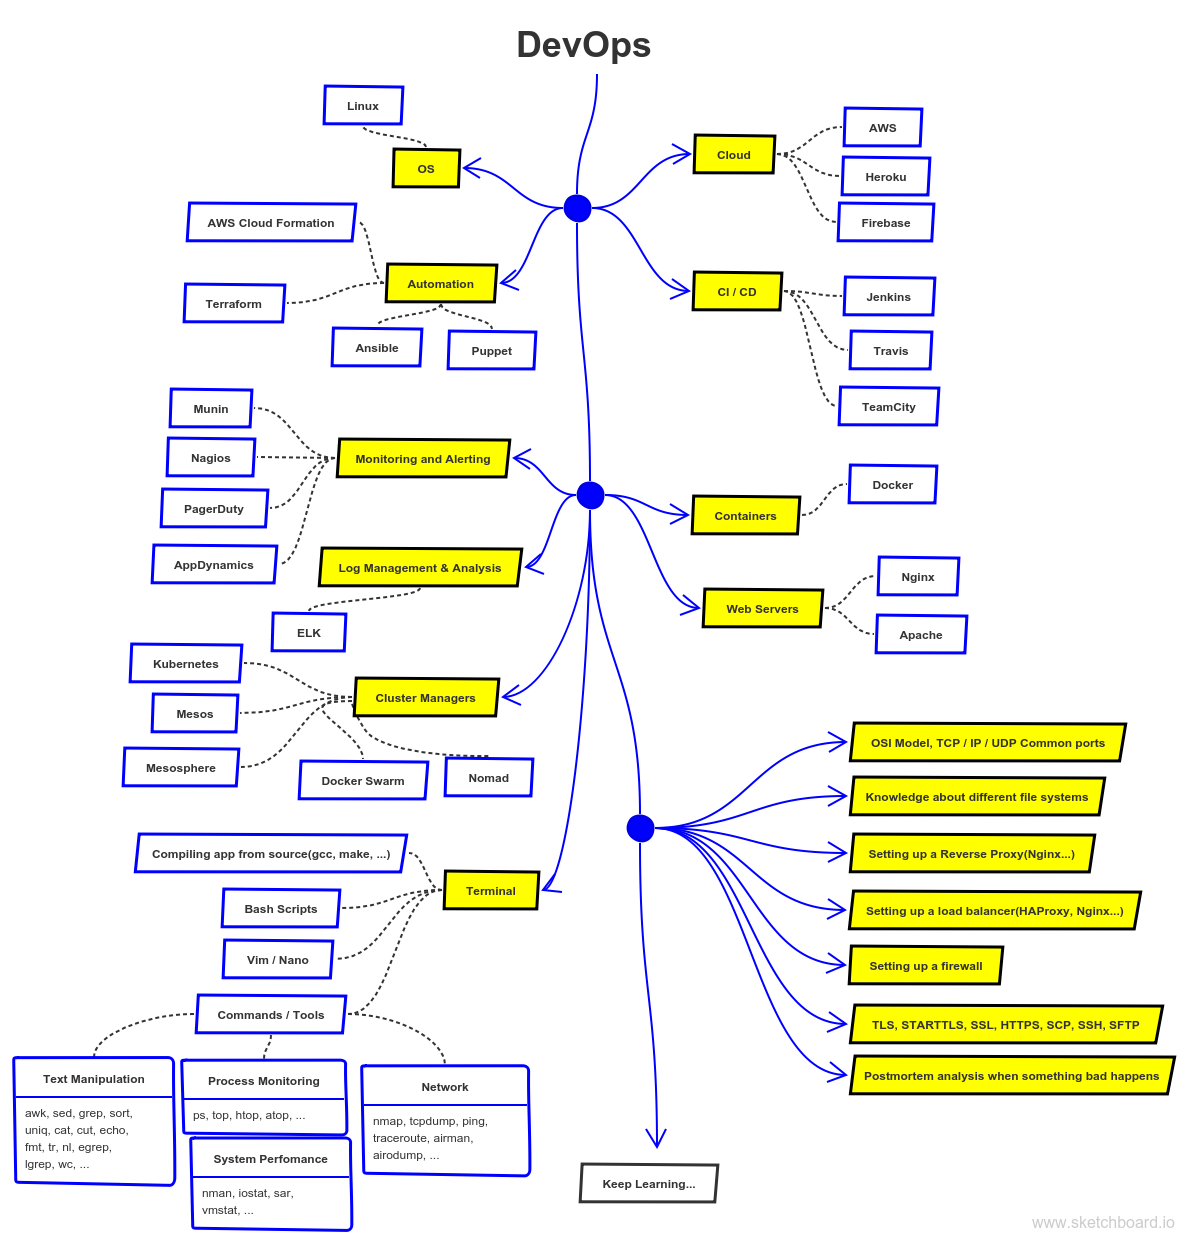 DevOps
Linux
OS
AWS Cloud Formation
Automation
Terraform
Ansible
Puppet
Cloud
AWS
Heroku
Firebase
CI / CD
Jenkins
Travis
TeamCity
Munin
Nagios
PagerDuty
AppDynamics
Monitoring and Alerting
Log Management & Analysis
ELK
Containers
Docker
Web Servers
Nginx
Apache
Kubernetes
Mesos
Mesosphere
Cluster Managers
Docker Swarm
Nomad
Compiling app from source(gcc, make, ...)
Bash Scripts
Vim / Nano
Terminal
Commands / Tools
Text Manipulation
awk, sed, grep, sort,
uniq, cat, cut, echo,
fmt, tr, nl, egrep,
lgrep, wc, ...
Process Monitoring
ps, top, htop, atop, ...
System Perfomance
nman, iostat, sar,
vmstat, ...
Network
nmap, tcpdump, ping,
traceroute, airman,
airodump, ...
OSI Model, TCP / IP / UDP Common ports
Knowledge about different file systems
Setting up a Reverse Proxy(Nginx...)
Setting up a load balancer(HAProxy, Nginx...)
Setting up a firewall
TLS, STARTTLS, SSL, HTTPS, SCP, SSH, SFTP
Postmortem analysis when something bad happens
Keep Learning...
www.sketchboard.io